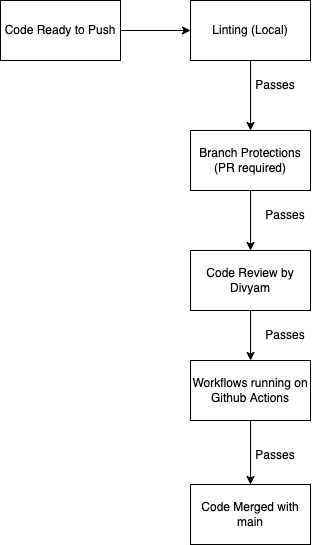 Code Ready to Push
Linting (Local)
Passes
Branch Protections
(PR required)
Passes
Code Review by
Divyam
Passes
Workflows running on
Github Actions
Passes
Code Merged with
main